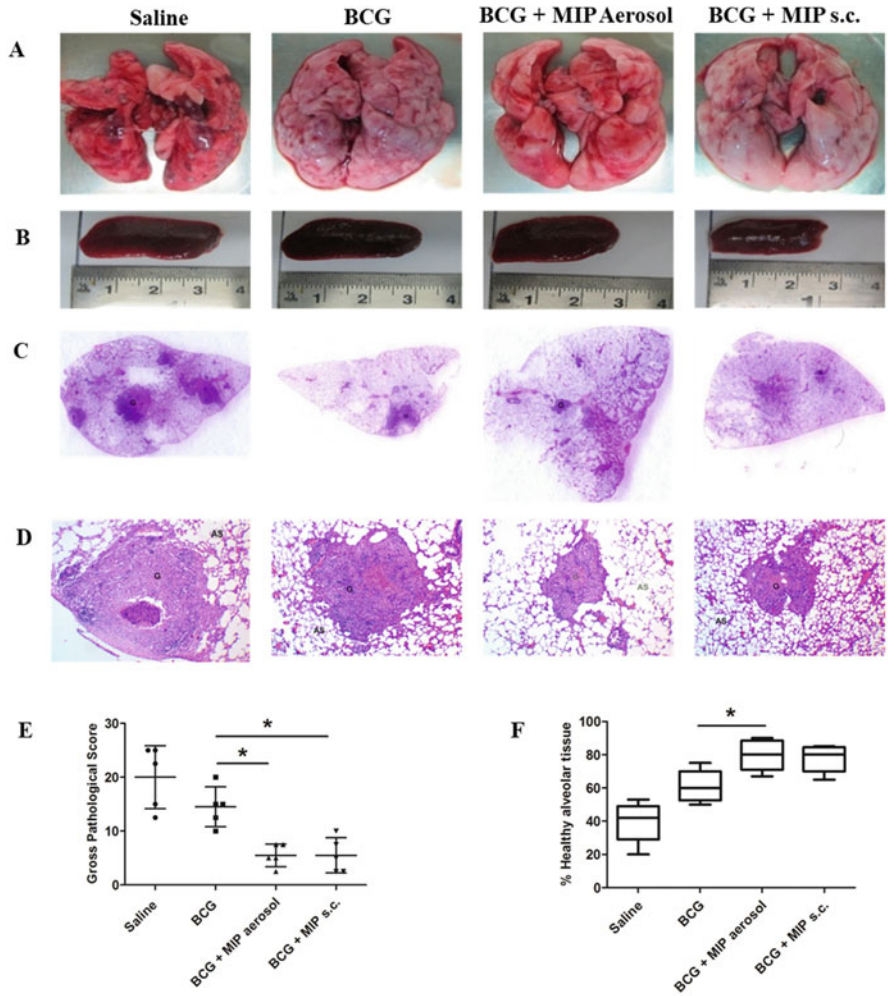 Saline BCG BCG + MIP Aerosol BCG + MIP s.c.
A
B
1 2 3 4 1 2 3 4 1 2 3 4 1 2 3 4
C
G G
D
AS G G AS G AS G AS
E
*
*
30
20
10
0
Gross Pathological Score
Saline BCG BCG + MIP aerosol BCG + MIP s.c.
F
*
100
80
60
40
20
0
% Healthy alveolar tissue
Saline BCG BCG + MIP aerosol BCG + MIP s.c.